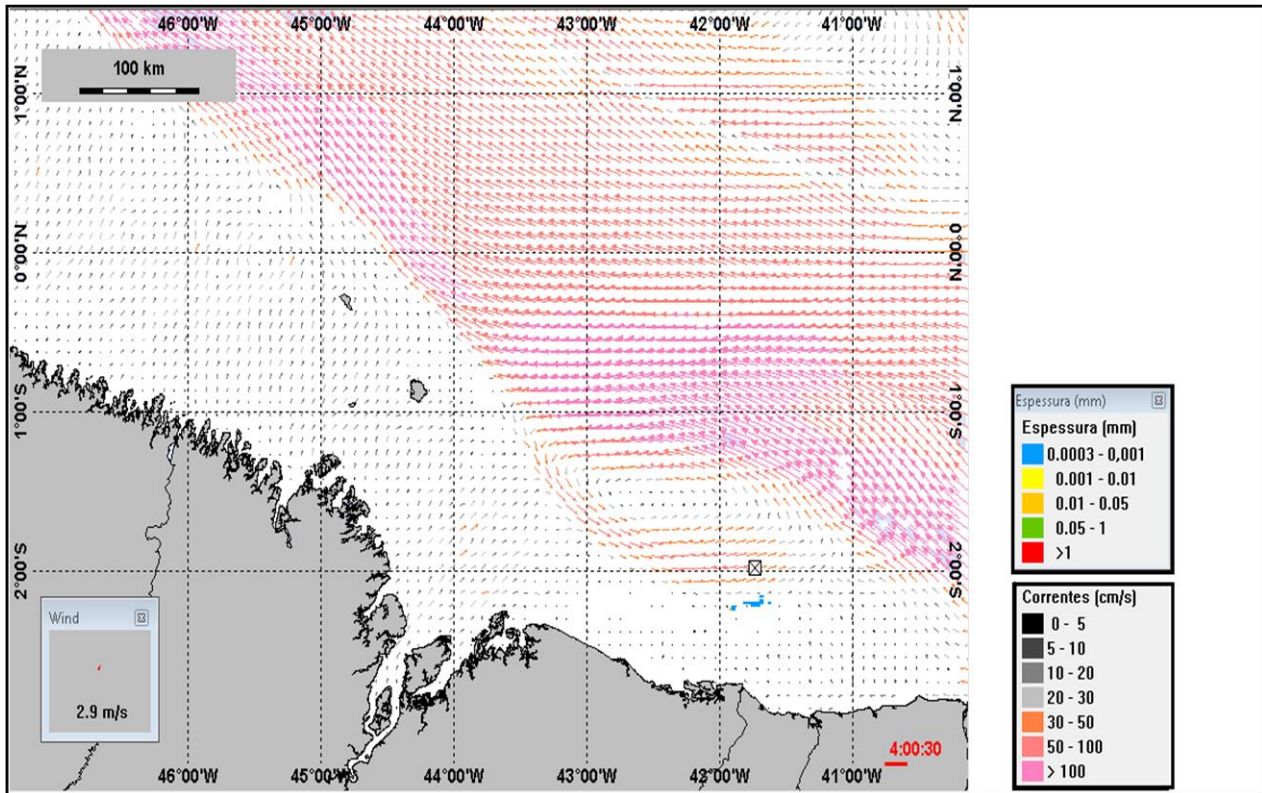 46°00'W 45°00'W 44°00'W 43°00'W 42°00'W 41°00'W
100 km
1°00'N 1°00'N
0°00'N 0°00'N
1°00'S 1°00'S
2°00'S 2°00'S
Wind
2.9 m/s
4:00:30
46°00'W 45°00'W 44°00'W 43°00'W 42°00'W 41°00'W
Espessura (mm)
Espessura (mm)
0.0003 - 0,001
0.001 - 0.01
0.01 - 0.05
0.05 - 1
>1
Correntes (cm/s)
0 - 5
5 - 10
10 - 20
20 - 30
30 - 50
50 - 100
> 100